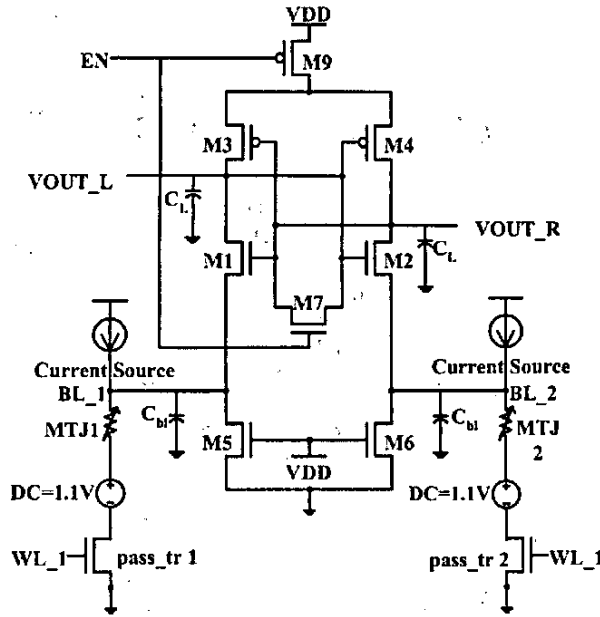 VDD
EN
M9
M3
M4
VOUT_L
C_L
VOUT_R
C_L
M1
M2
M7
Current Source
BL_1
Current Source
BL_2
C_bl
C_bl
MTJ1
MTJ
2
M5
M6
VDD
DC=1.1V
DC=1.1V
WL_1
pass_tr 1
pass_tr 2
WL_1